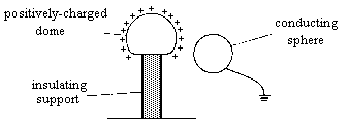 positively-charged
dome
conducting
sphere
insulating
support